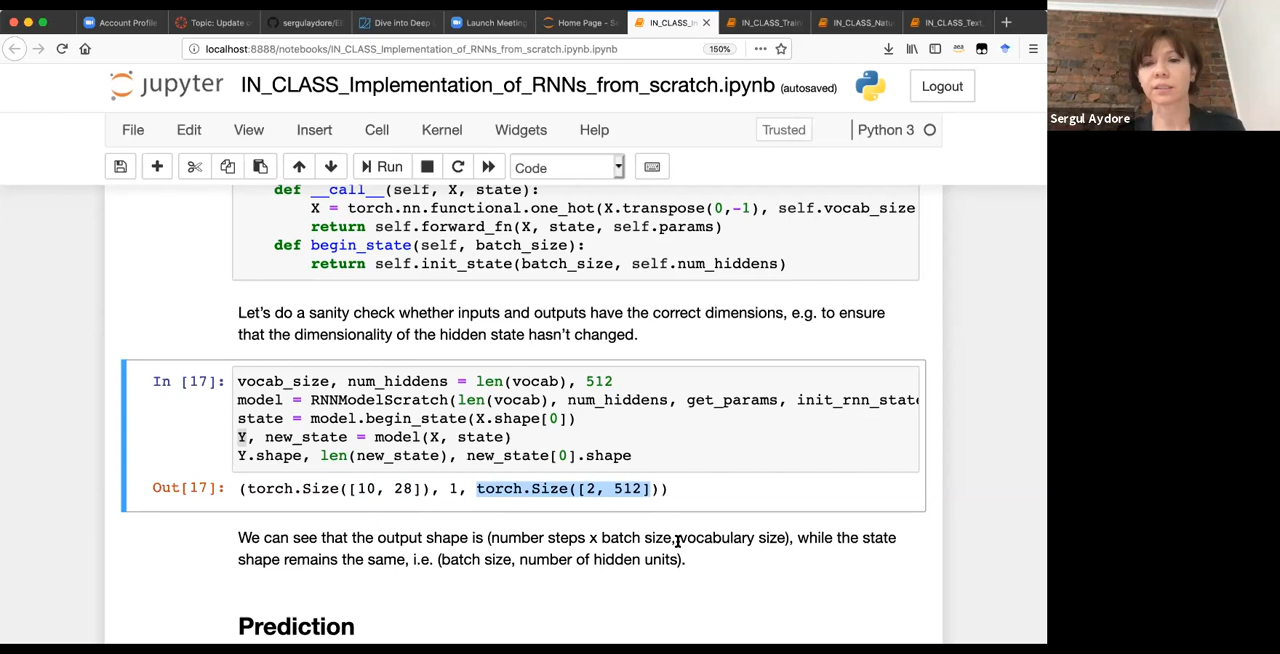 Account Profile
Topic: Update o
sergulaydore/E
Dive into Deep
Launch Meeting
Home Page - S
IN_CLASS_I
IN_CLASS_Train
IN_CLASS_Natu
IN_CLASS_Text,
localhost:8888/notebooks/IN_CLASS_Implementation_of_RNNs_from_scratch.ipynb.ipynb
150%
jupyter IN_CLASS_Implementation_of_RNNs_from_scratch.ipynb (autosaved)
Logout
Sergul Aydore
File Edit View Insert Cell Kernel Widgets Help
Trusted
Python 3
Run
Code
def __call__(self, X, state):
X = torch.nn.functional.one_hot(X.transpose(0,-1), self.vocab_size
return self.forward_fn(X, state, self.params)
def begin_state(self, batch_size):
return self.init_state(batch_size, self.num_hiddens)
Let's do a sanity check whether inputs and outputs have the correct dimensions, e.g. to ensure
that the dimensionality of the hidden state hasn't changed.
In [17]:
vocab_size, num_hiddens = len(vocab), 512
model = RNNModelScratch(len(vocab), num_hiddens, get_params, init_rnn_state
state = model.begin_state(X.shape[0])
Y, new_state = model(X, state)
Y.shape, len(new_state), new_state[0].shape
Out[17]: (torch.Size([10, 28]), 1, torch.Size([2, 512]))
We can see that the output shape is (number steps x batch size, vocabulary size), while the state
shape remains the same, i.e. (batch size, number of hidden units).
Prediction